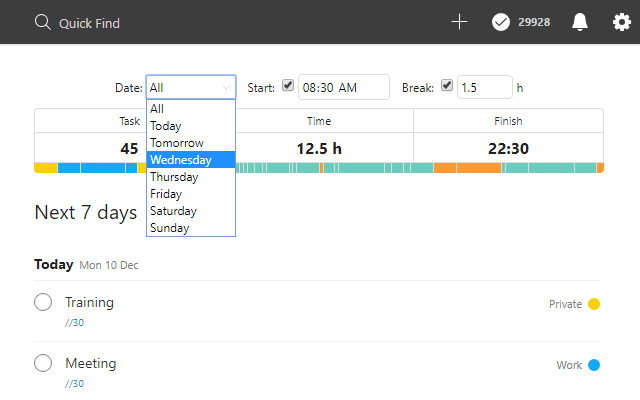 Quick Find 29928
Date: All Start: 08:30 AM Break: 1.5 h
All
Today
Tomorrow
Wednesday
Thursday
Friday
Saturday
Sunday
Task Time Finish
45 12.5 h 22:30
Next 7 days
Today Mon 10 Dec
Training Private
//30
Meeting Work
//30